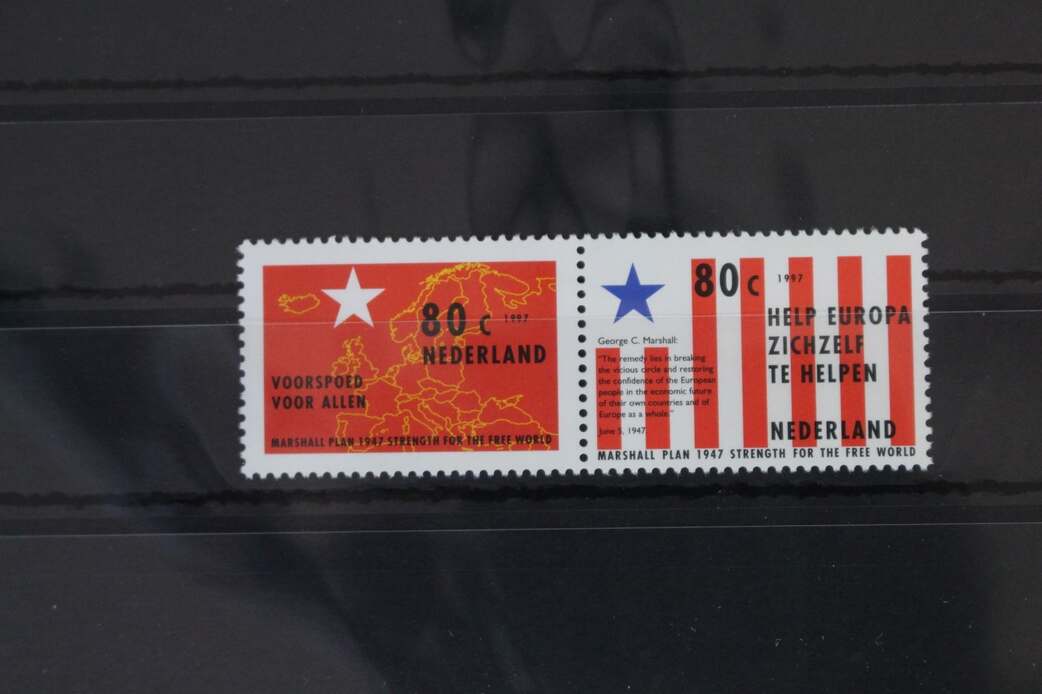 80 c 1997
NEDERLAND
VOORSPOED
VOOR ALLEN
MARSHALL PLAN 1947 STRENGTH FOR THE FREE WORLD
80 c 1997
HELP EUROPA
ZICHZELF
TE HELPEN
George C. Marshall:
"The remedy lies in breaking
the vicious circle and restoring
the confidence of the European
people in the economic future
of their own countries and of
Europe as a whole."
June 5, 1947
NEDERLAND
MARSHALL PLAN 1947 STRENGTH FOR THE FREE WORLD